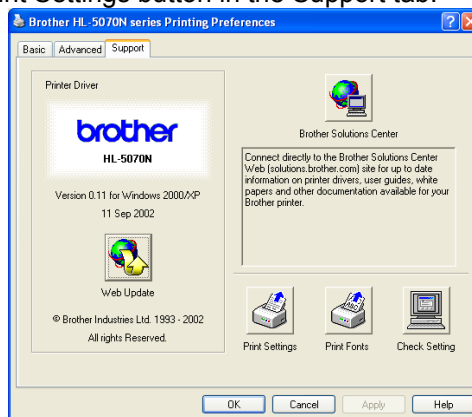 nt Settings button in the Support tab.
Brother HL-5070N series Printing Preferences
Basic Advanced Support
Printer Driver
brother
HL-5070N
Version 0.11 for Windows 2000/XP
11 Sep 2002
Web Update
© Brother Industries Ltd. 1993 - 2002
All rights Reserved.
Brother Solutions Center
Connect directly to the Brother Solutions Center
Web (solutions.brother.com) site for up to date
information on printer drivers, user guides, white
papers and other documentation available for your
Brother printer.
Print Settings Print Fonts Check Setting
OK Cancel Apply Help